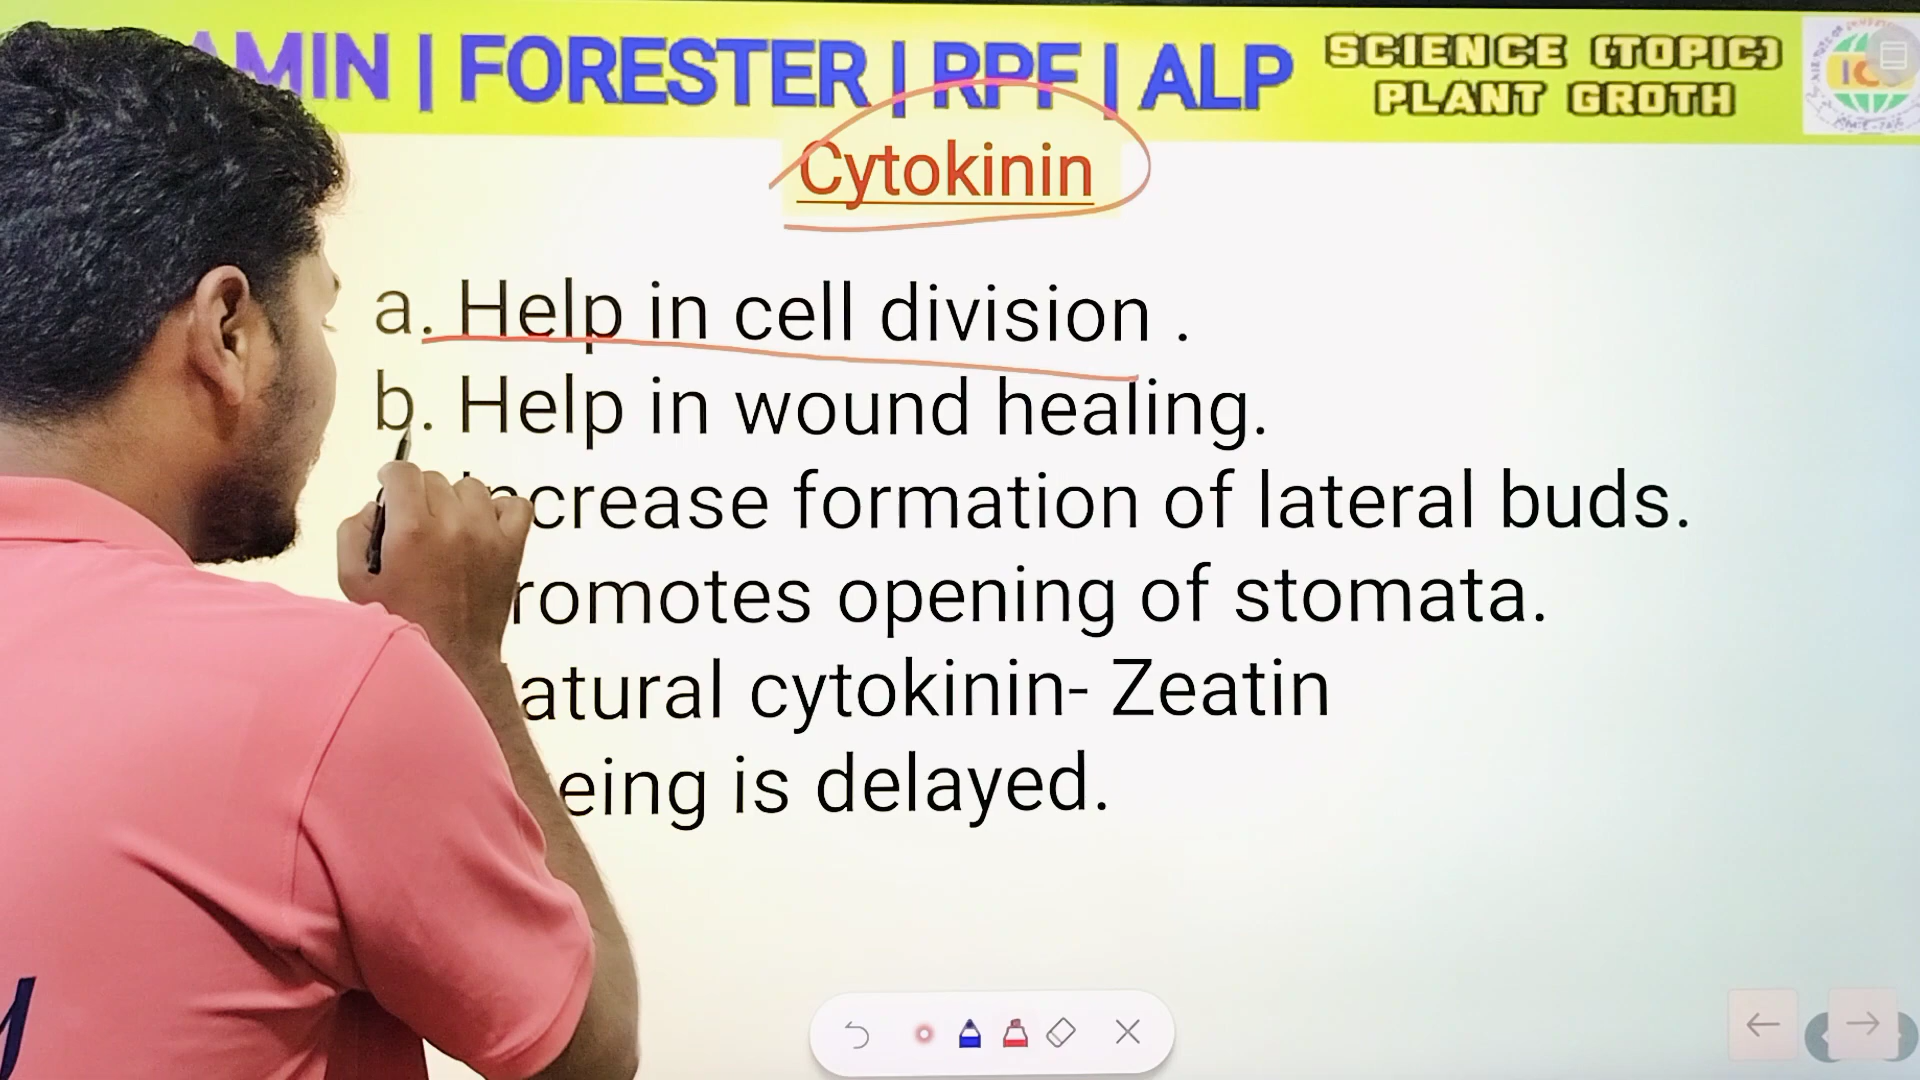 AMIN | FORESTER | RPF | ALP
SCIENCE (TOPIC)
PLANT GROTH
Cytokinin
a. Help in cell division .
b. Help in wound healing.
crease formation of lateral buds.
romotes opening of stomata.
atural cytokinin- Zeatin
eing is delayed.